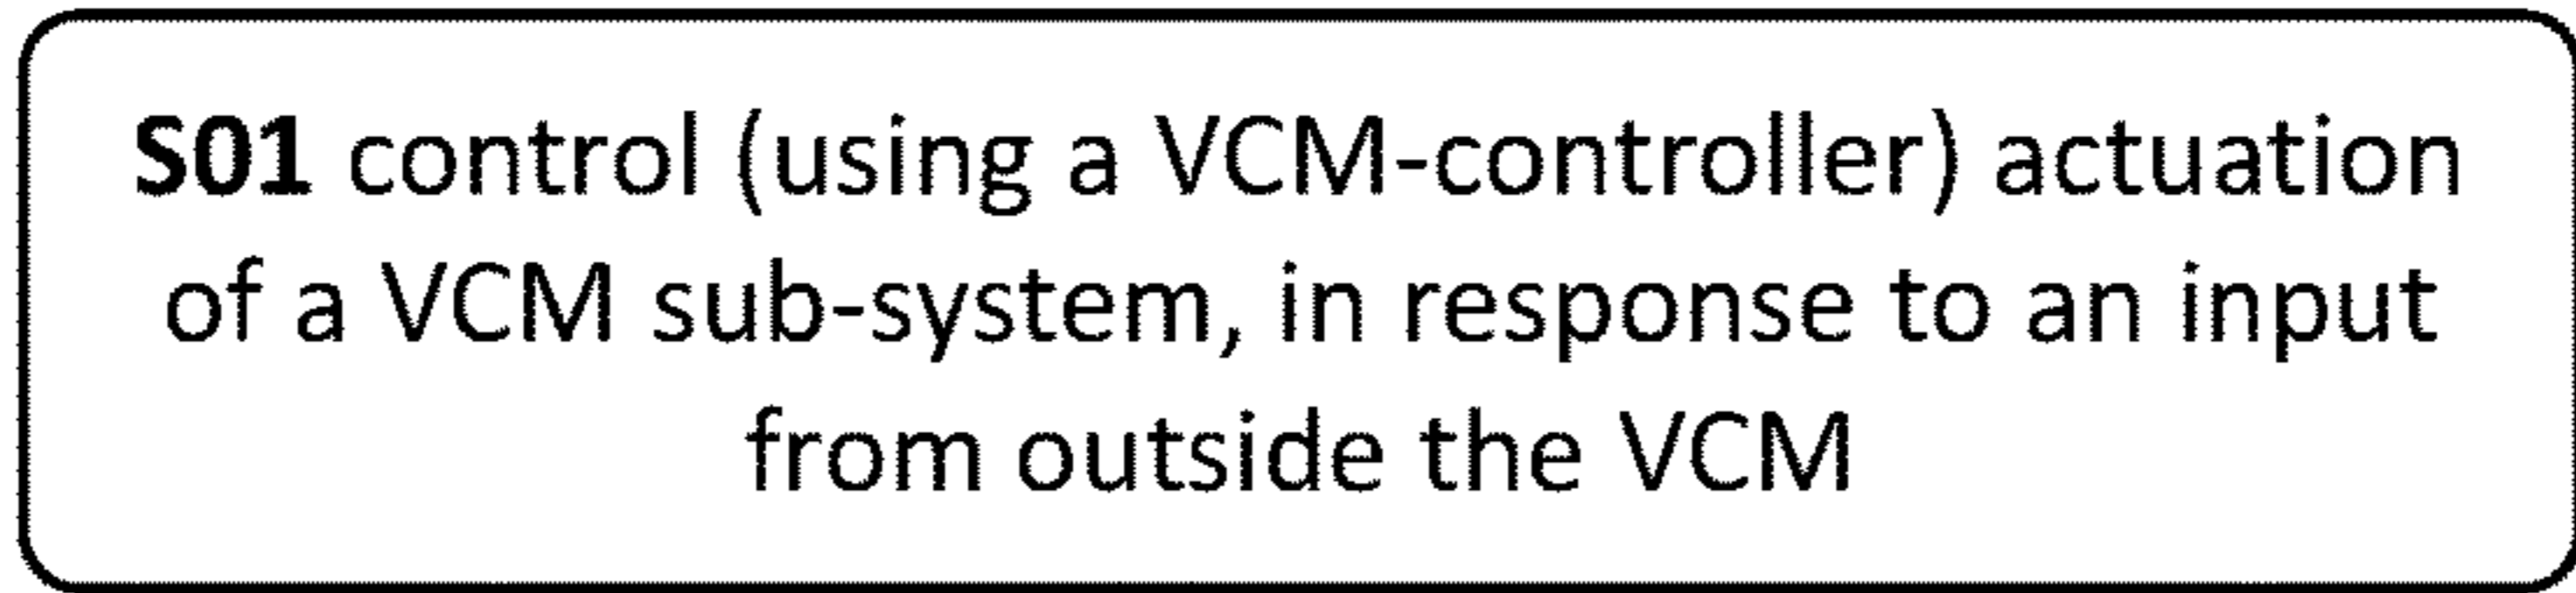 S01 control (using a VCM-controller) actuation
of a VCM sub-system, in response to an input
from outside the VCM